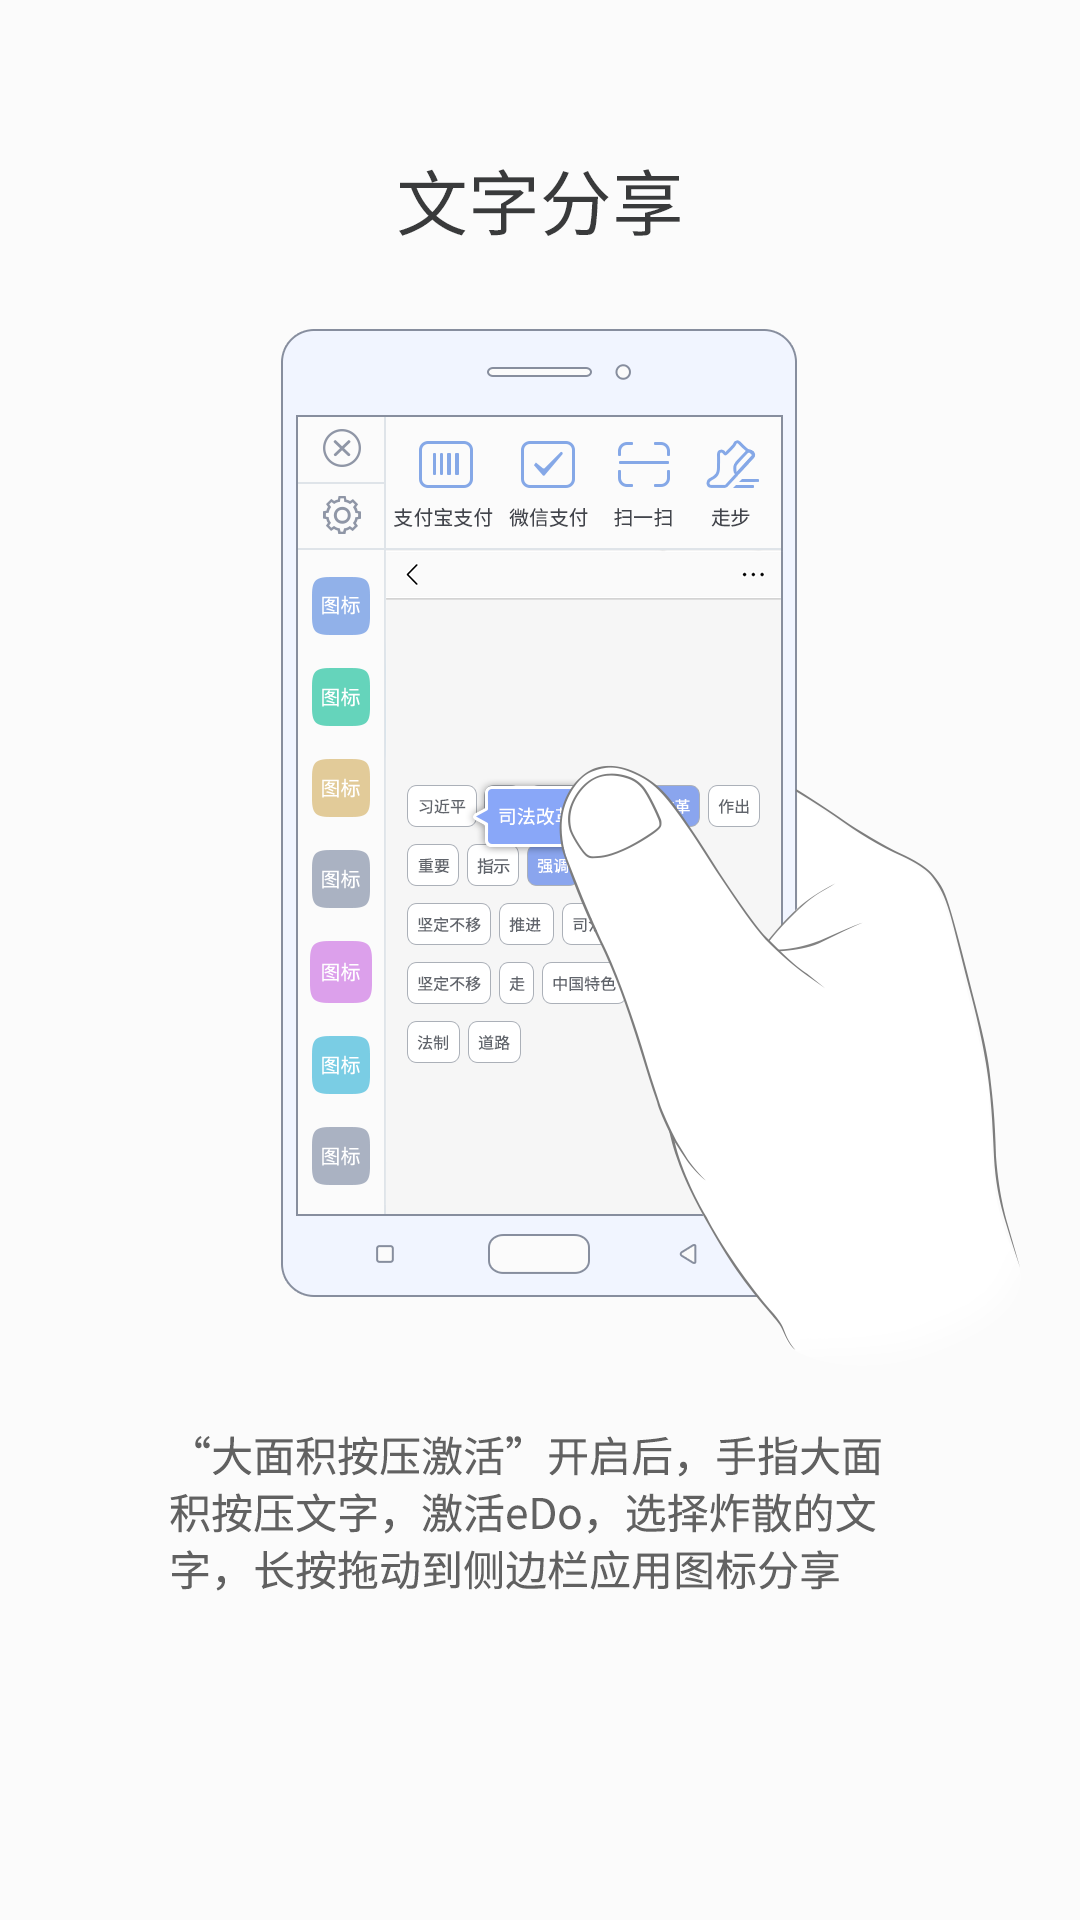 文字分享
支付宝支付 微信支付 扫一扫 走步
图标
图标
图标
图标
图标
图标
图标
习近平 司法改 革 作出
重要 指示 强调
坚定不移 推进 司
坚定不移 走 中国特色
法制 道路
“大面积按压激活”开启后，手指大面
积按压文字，激活eDo，选择炸散的文
字，长按拖动到侧边栏应用图标分享